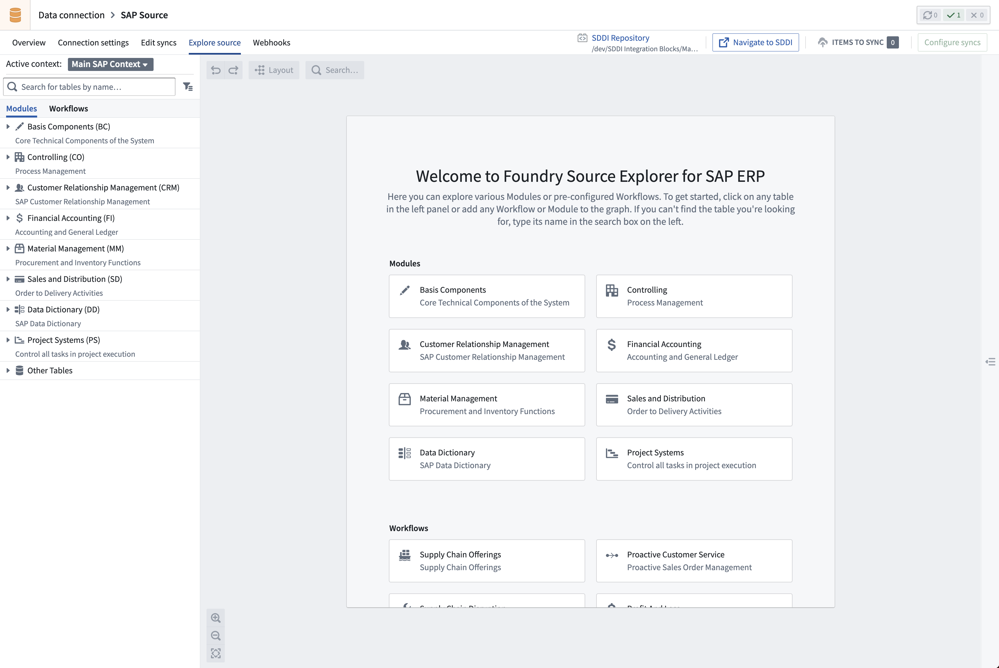 Data connection > SAP Source
0
1
0
Overview
Connection settings
Edit syncs
Explore source
Webhooks
SDDI Repository
/dev/SDDI Integration Blocks/Ma...
Navigate to SDDI
ITEMS TO SYNC 0
Configure syncs
Active context: Main SAP Context
Search for tables by name...
Modules
Workflows
Basis Components (BC)
Core Technical Components of the System
Controlling (CO)
Process Management
Customer Relationship Management (CRM)
SAP Customer Relationship Management
Financial Accounting (FI)
Accounting and General Ledger
Material Management (MM)
Procurement and Inventory Functions
Sales and Distribution (SD)
Order to Delivery Activities
Data Dictionary (DD)
SAP Data Dictionary
Project Systems (PS)
Control all tasks in project execution
Other Tables
Layout
Search...
Welcome to Foundry Source Explorer for SAP ERP
Here you can explore various Modules or pre-configured Workflows. To get started, click on any table
in the left panel or add any Workflow or Module to the graph. If you can't find the table you're looking
for, type its name in the search box on the left.
Modules
Basis Components
Core Technical Components of the System
Controlling
Process Management
Customer Relationship Management
SAP Customer Relationship Management
Financial Accounting
Accounting and General Ledger
Material Management
Procurement and Inventory Functions
Sales and Distribution
Order to Delivery Activities
Data Dictionary
SAP Data Dictionary
Project Systems
Control all tasks in project execution
Workflows
Supply Chain Offerings
Supply Chain Offerings
Proactive Customer Service
Proactive Sales Order Management